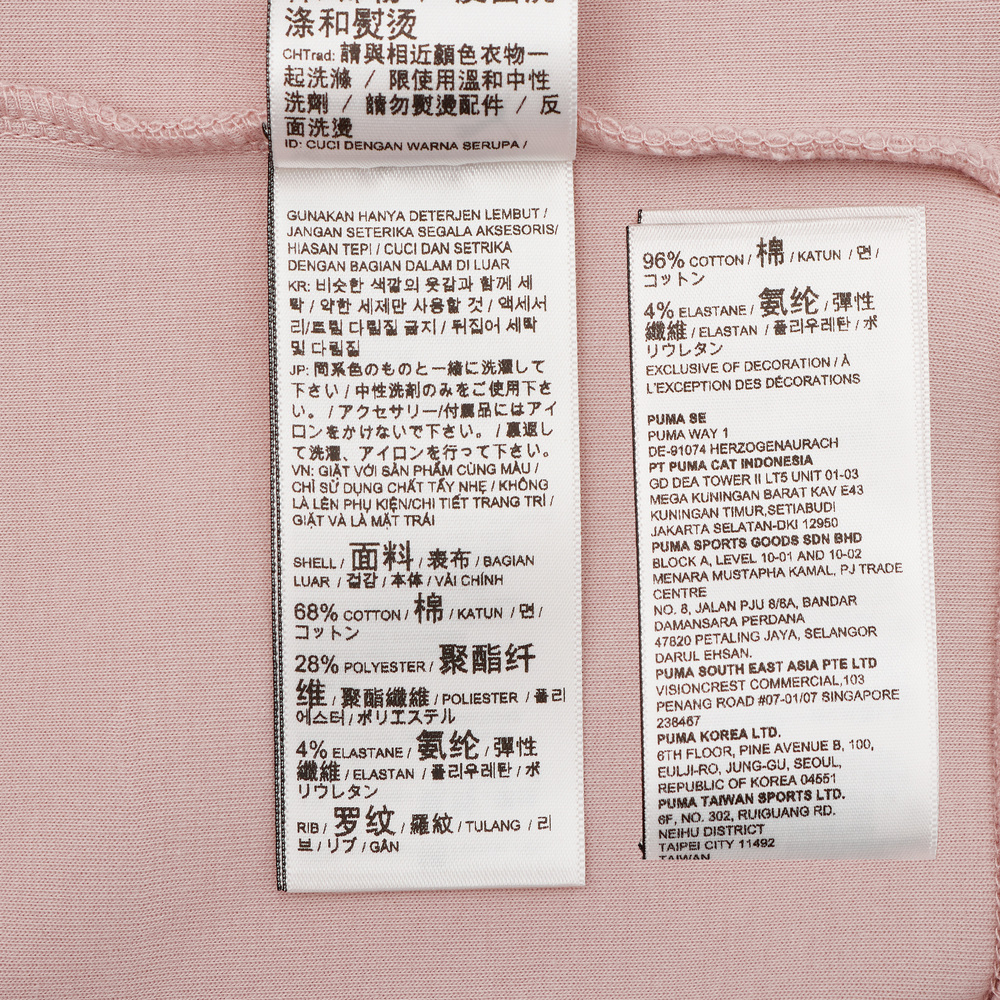 涤和熨烫
CHTrad: 請與相近顏色衣物一
起洗滌 / 限使用溫和中性
洗劑 / 請勿熨燙配件 / 反
面洗燙
ID: CUCI DENGAN WARNA SERUPA /
GUNAKAN HANYA DETERJEN LEMBUT /
JANGAN SETERIKA SEGALA AKSESORIS/
HIASAN TEPI / CUCI DAN SETRIKA
DENGAN BAGIAN DALAM DI LUAR
KR: 비슷한 색깔의 옷감과 함께 세
탁 / 약한 세제만 사용할 것 / 액세서
리/트림 다림질 금지 / 뒤집어 세탁
및 다림질
JP: 同系色のものと一緒に洗濯して
下さい / 中性洗剤のみをご使用下さ
い。 / アクセサリー/付属品にはアイ
ロンをかけないで下さい。 / 裏返し
て洗濯、アイロンを行って下さい。
VN: GIẶT VỚI SẢN PHẨM CÙNG MÀU /
CHỈ SỬ DỤNG CHẤT TẨY NHẸ / KHÔNG
LÀ LÊN PHỤ KIỆN/CHI TIẾT TRANG TRÍ /
GIẶT VÀ LÀ MẶT TRÁI
SHELL / 面料 / 表布 / BAGIAN
LUAR / 겉감 / 本体 / VẢI CHÍNH
68% COTTON / 棉 / KATUN / 면 /
コットン
28% POLYESTER / 聚酯纤
维 / 聚酯纖維 / POLIESTER / 폴리
에스터 / ポリエステル
4% ELASTANE / 氨纶 / 彈性
纖維 / ELASTAN / 폴리우레탄 / ポ
リウレタン
RIB / 罗纹 / 羅紋 / TULANG / 리
브 / リブ / GÂN
96% COTTON / 棉 / KATUN / 면 /
コットン
4% ELASTANE / 氨纶 / 彈性
纖維 / ELASTAN / 폴리우레탄 / ポ
リウレタン
EXCLUSIVE OF DECORATION / À
L'EXCEPTION DES DÉCORATIONS
PUMA SE
PUMA WAY 1
DE-91074 HERZOGENAURACH
PT PUMA CAT INDONESIA
GD DEA TOWER II LT5 UNIT 01-03
MEGA KUNINGAN BARAT KAV E43
KUNINGAN TIMUR,SETIABUDI
JAKARTA SELATAN-DKI 12950
PUMA SPORTS GOODS SDN BHD
BLOCK A, LEVEL 10-01 AND 10-02
MENARA MUSTAPHA KAMAL, PJ TRADE
CENTRE
NO. 8, JALAN PJU 8/8A, BANDAR
DAMANSARA PERDANA
47820 PETALING JAYA, SELANGOR
DARUL EHSAN.
PUMA SOUTH EAST ASIA PTE LTD
VISIONCREST COMMERCIAL,103
PENANG ROAD #07-01/07 SINGAPORE
238467
PUMA KOREA LTD.
6TH FLOOR, PINE AVENUE B, 100,
EULJI-RO, JUNG-GU, SEOUL,
REPUBLIC OF KOREA 04551
PUMA TAIWAN SPORTS LTD.
6F, NO. 302, RUIGUANG RD.
NEIHU DISTRICT
TAIPEI CITY 11492
TAIWAN